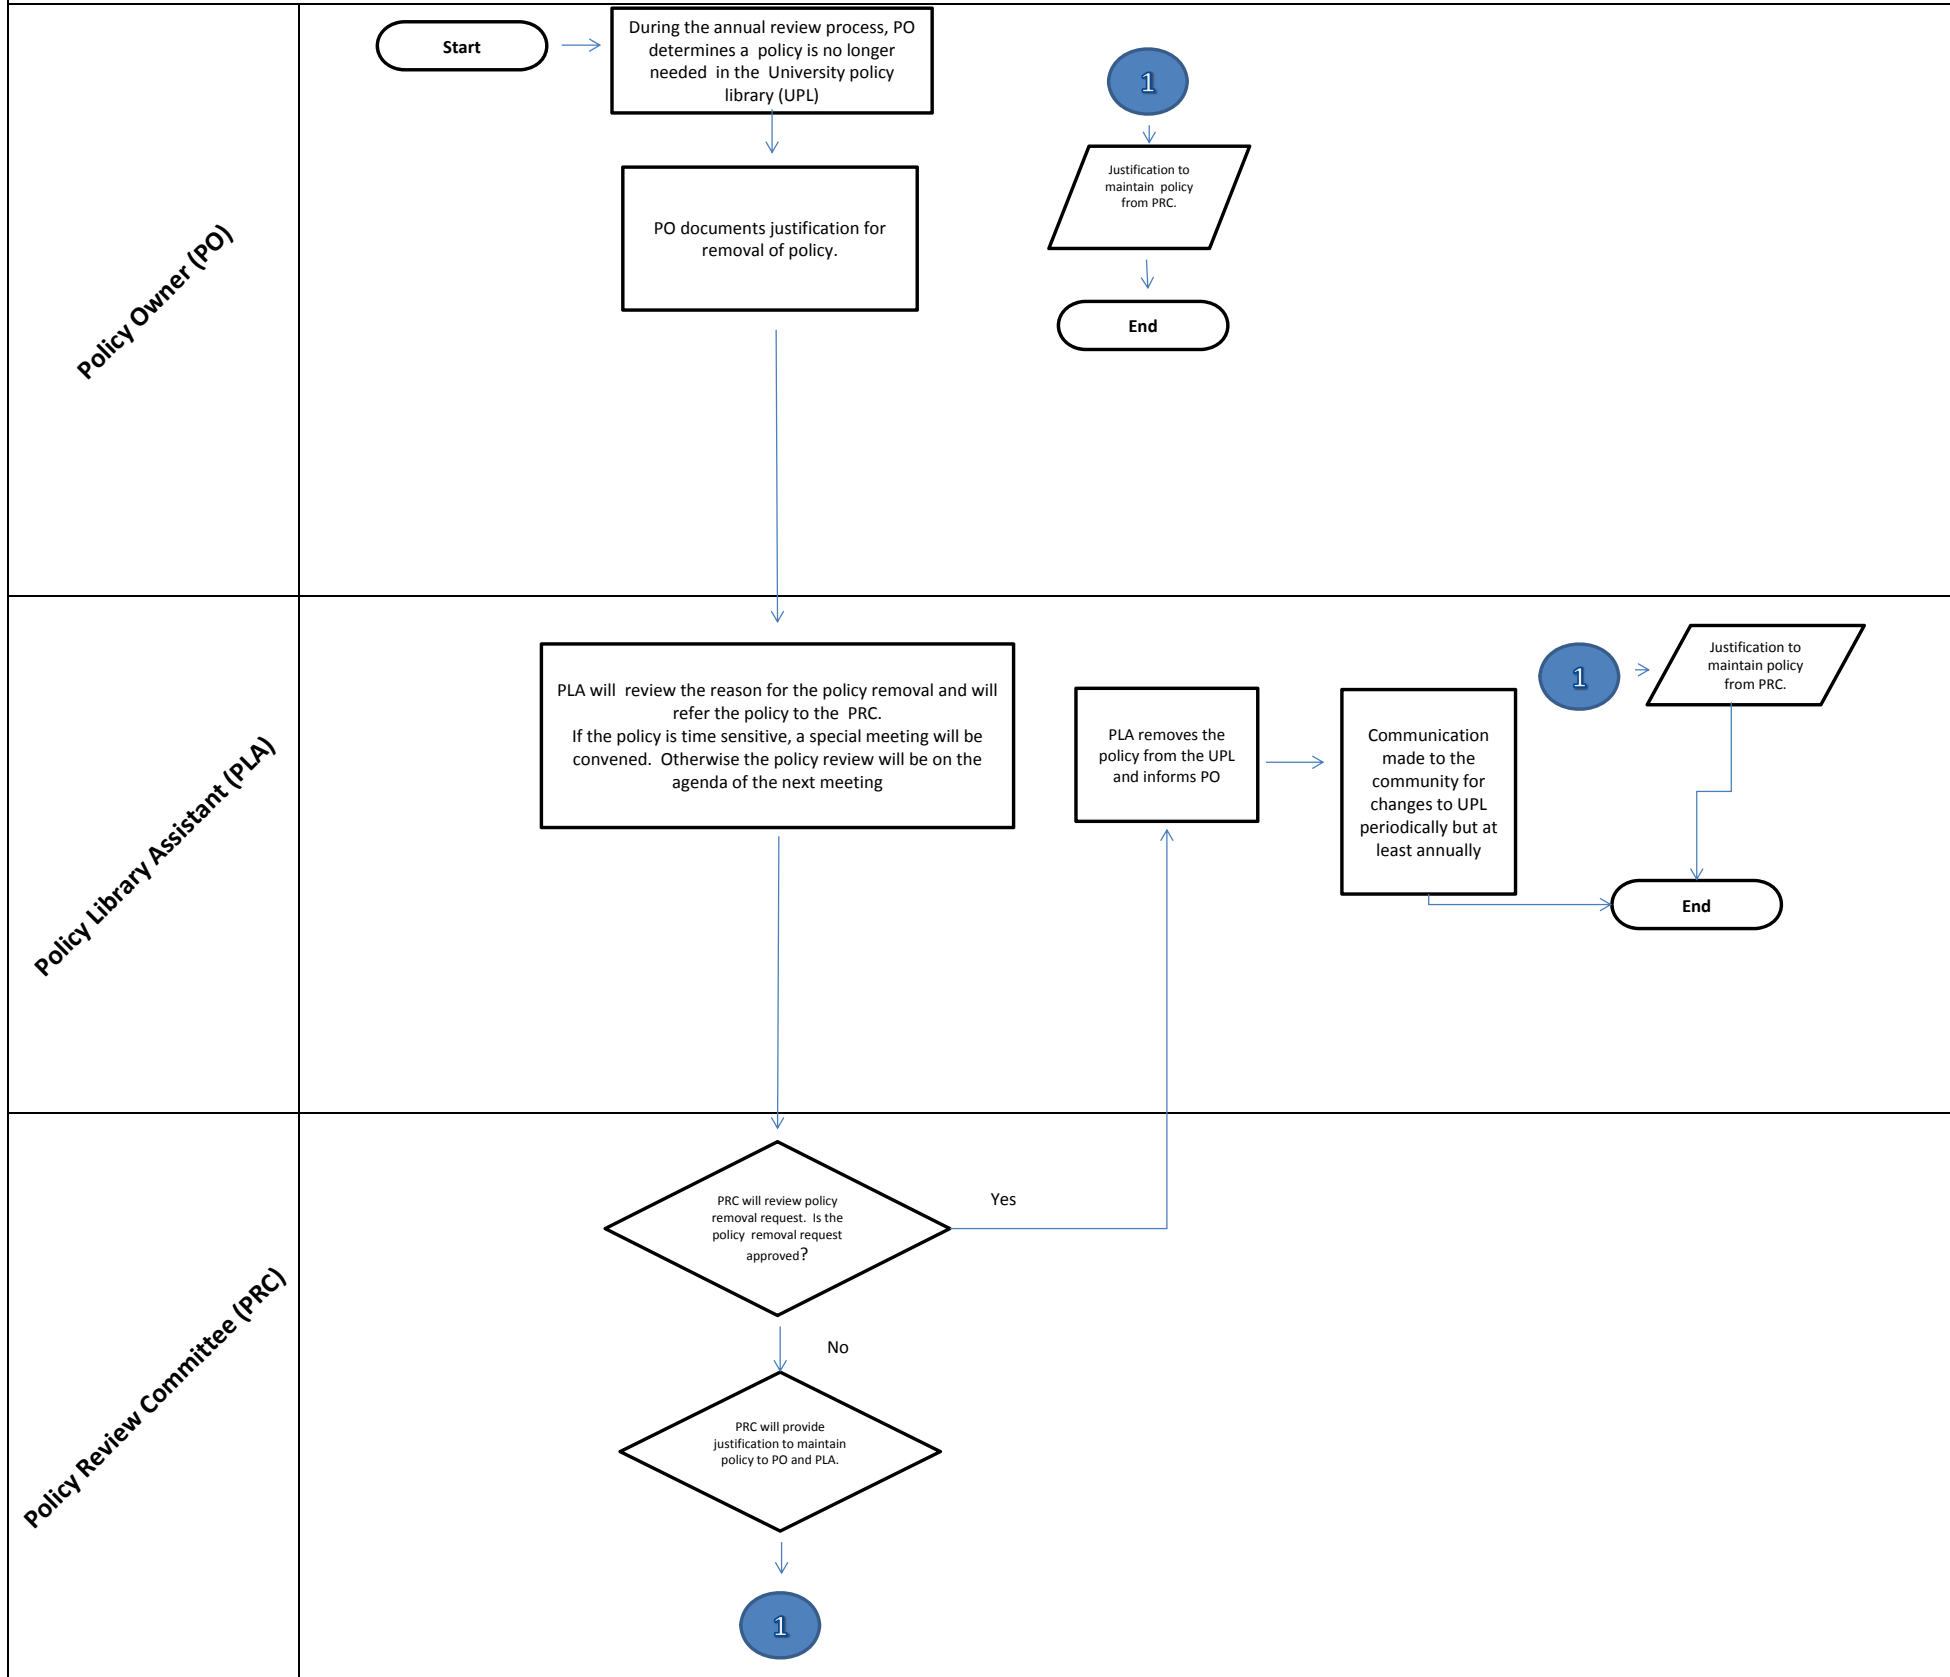 Policy Owner (PO)
Start
During the annual review process, PO
determines a policy is no longer
needed in the University policy
library (UPL)
1
Justification to
maintain policy
from PRC.
PO documents justification for
removal of policy.
End
Policy Library Assistant (PLA)
PLA will review the reason for the policy removal and will
refer the policy to the PRC.
If the policy is time sensitive, a special meeting will be
convened. Otherwise the policy review will be on the
agenda of the next meeting
PLA removes the
policy from the UPL
and informs PO
Communication
made to the
community for
changes to UPL
periodically but at
least annually
1
Justification to
maintain policy
from PRC.
End
Policy Review Committee (PRC)
PRC will review policy
removal request. Is the
policy removal request
approved?
Yes
No
PRC will provide
justification to maintain
policy to PO and PLA.
1